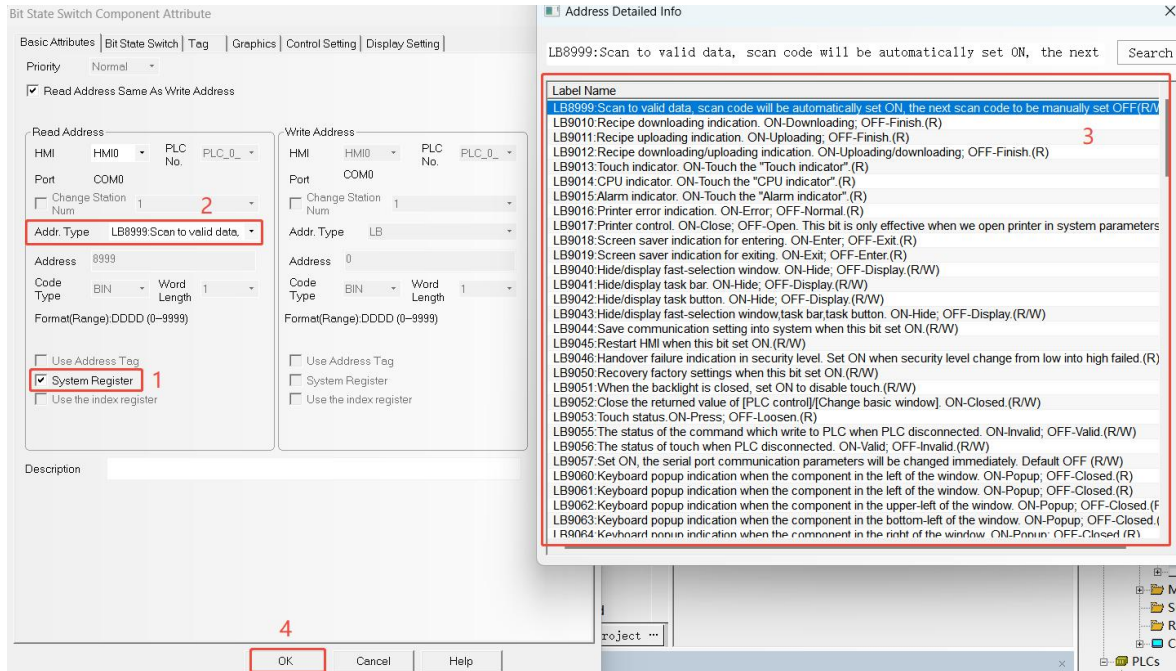 Bit State Switch Component Attribute
Basic Attributes Bit State Switch Tag Graphics Control Setting Display Setting
Priority Normal
Read Address Same As Write Address
Read Address
HMI HMI0 PLC No. PLC_0_
Port COM0
Change Station Num 1
2
Addr. Type LB8999:Scan to valid data,
Address 8999
Code Type BIN Word Length 1
Format(Range):DDDD (0~9999)
Use Address Tag
System Register 1
Use the index register
Write Address
HMI HMI0 PLC No. PLC_0_
Port COM0
Change Station Num 1
Addr. Type LB
Address 0
Code Type BIN Word Length 1
Format(Range):DDDD (0~9999)
Use Address Tag
System Register
Use the index register
Description
4
OK Cancel Help
Address Detailed Info
LB8999:Scan to valid data, scan code will be automatically set ON, the next Search
Label Name
LB8999:Scan to valid data, scan code will be automatically set ON, the next scan code to be manually set OFF(R/W
3
LB9010:Recipe downloading indication. ON-Downloading; OFF-Finish.(R)
LB9011:Recipe uploading indication. ON-Uploading; OFF-Finish.(R)
LB9012:Recipe downloading/uploading indication. ON-Uploading/downloading; OFF-Finish.(R)
LB9013:Touch indicator. ON-Touch the "Touch indicator".(R)
LB9014:CPU indicator. ON-Touch the "CPU indicator".(R)
LB9015:Alarm indicator. ON-Touch the "Alarm indicator".(R)
LB9016:Printer error indication. ON-Error; OFF-Normal.(R)
LB9017:Printer control. ON-Close; OFF-Open. This bit is only effective when we open printer in system parameters
LB9018:Screen saver indication for entering. ON-Enter; OFF-Exit.(R)
LB9019:Screen saver indication for exiting. ON-Exit; OFF-Enter.(R)
LB9040:Hide/display fast-selection window. ON-Hide; OFF-Display.(R/W)
LB9041:Hide/display task bar. ON-Hide; OFF-Display.(R/W)
LB9042:Hide/display task button. ON-Hide; OFF-Display.(R/W)
LB9043:Hide/display fast-selection window,task bar,task button. ON-Hide; OFF-Display.(R/W)
LB9044:Save communication setting into system when this bit set ON.(R/W)
LB9045:Restart HMI when this bit set ON.(R/W)
LB9046:Handover failure indication in security level. Set ON when security level change from low into high failed.(R)
LB9050:Recovery factory settings when this bit set ON.(R/W)
LB9051:When the backlight is closed, set ON to disable touch.(R/W)
LB9052:Close the returned value of [PLC control]/[Change basic window]. ON-Closed.(R/W)
LB9053:Touch status.ON-Press; OFF-Loosen.(R)
LB9055:The status of the command which write to PLC when PLC disconnected. ON-Invalid; OFF-Valid.(R/W)
LB9056:The status of touch when PLC disconnected. ON-Valid; OFF-Invalid.(R/W)
LB9057:Set ON, the serial port communication parameters will be changed immediately. Default OFF (R/W)
LB9060:Keyboard popup indication when the component in the left of the window. ON-Popup; OFF-Closed.(R)
LB9061:Keyboard popup indication when the component in the left of the window. ON-Popup; OFF-Closed.(R)
LB9062:Keyboard popup indication when the component in the upper-left of the window. ON-Popup; OFF-Closed.(F
LB9063:Keyboard popup indication when the component in the bottom-left of the window. ON-Popup; OFF-Closed.(
LB9064:Keyboard popup indication when the component in the right of the window. ON-Popup; OFF-Closed.(R)
roject ...
M
S
R
C
PLCs